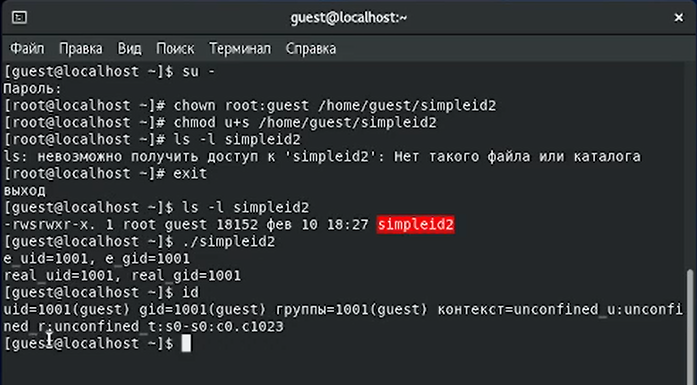 guest@localhost:~
Файл Правка Вид Поиск Терминал Справка
[guest@localhost ~]$ su -
Пароль:
[root@localhost ~]# chown root:guest /home/guest/simpleid2
[root@localhost ~]# chmod u+s /home/guest/simpleid2
[root@localhost ~]# ls -l simpleid2
ls: невозможно получить доступ к 'simpleid2': Нет такого файла или каталога
[root@localhost ~]# exit
выход
[guest@localhost ~]$ ls -l simpleid2
-rwsrwxr-x. 1 root guest 18152 фев 10 18:27 simpleid2
[guest@localhost ~]$ ./simpleid2
e_uid=1001, e_gid=1001
real_uid=1001, real_gid=1001
[guest@localhost ~]$ id
uid=1001(guest) gid=1001(guest) группы=1001(guest) контекст=unconfined_u:unconfi
ned_r:unconfined_t:s0-s0:c0.c1023
[guest@localhost ~]$